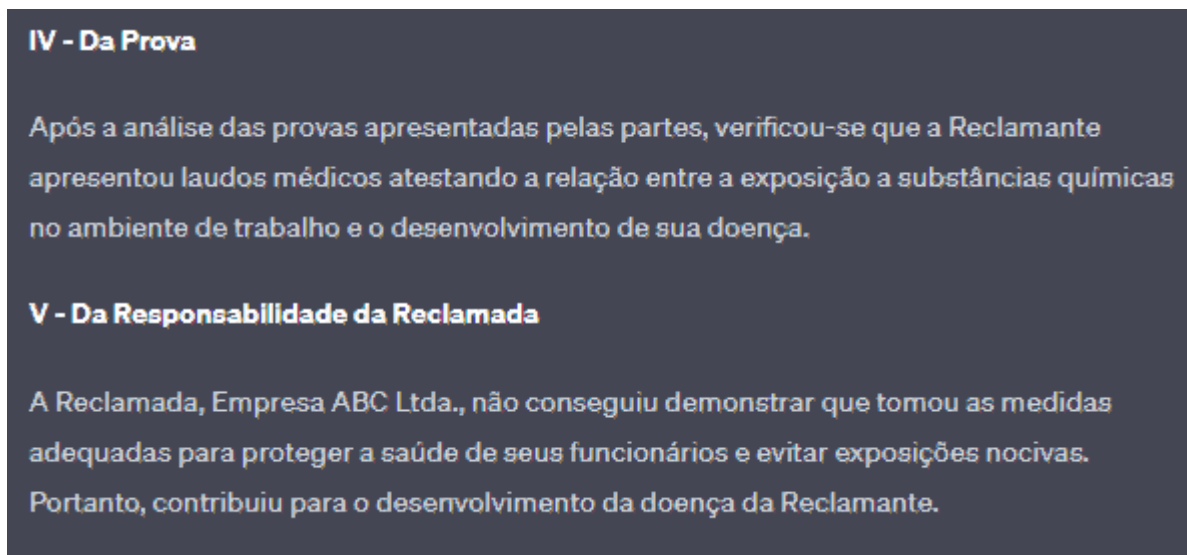 IV - Da Prova
Após a análise das provas apresentadas pelas partes, verificou-se que a Reclamante
apresentou laudos médicos atestando a relação entre a exposição a substâncias químicas
no ambiente de trabalho e o desenvolvimento de sua doença.
V - Da Responsabilidade da Reclamada
A Reclamada, Empresa ABC Ltda., não conseguiu demonstrar que tomou as medidas
adequadas para proteger a saúde de seus funcionários e evitar exposições nocivas.
Portanto, contribuiu para o desenvolvimento da doença da Reclamante.